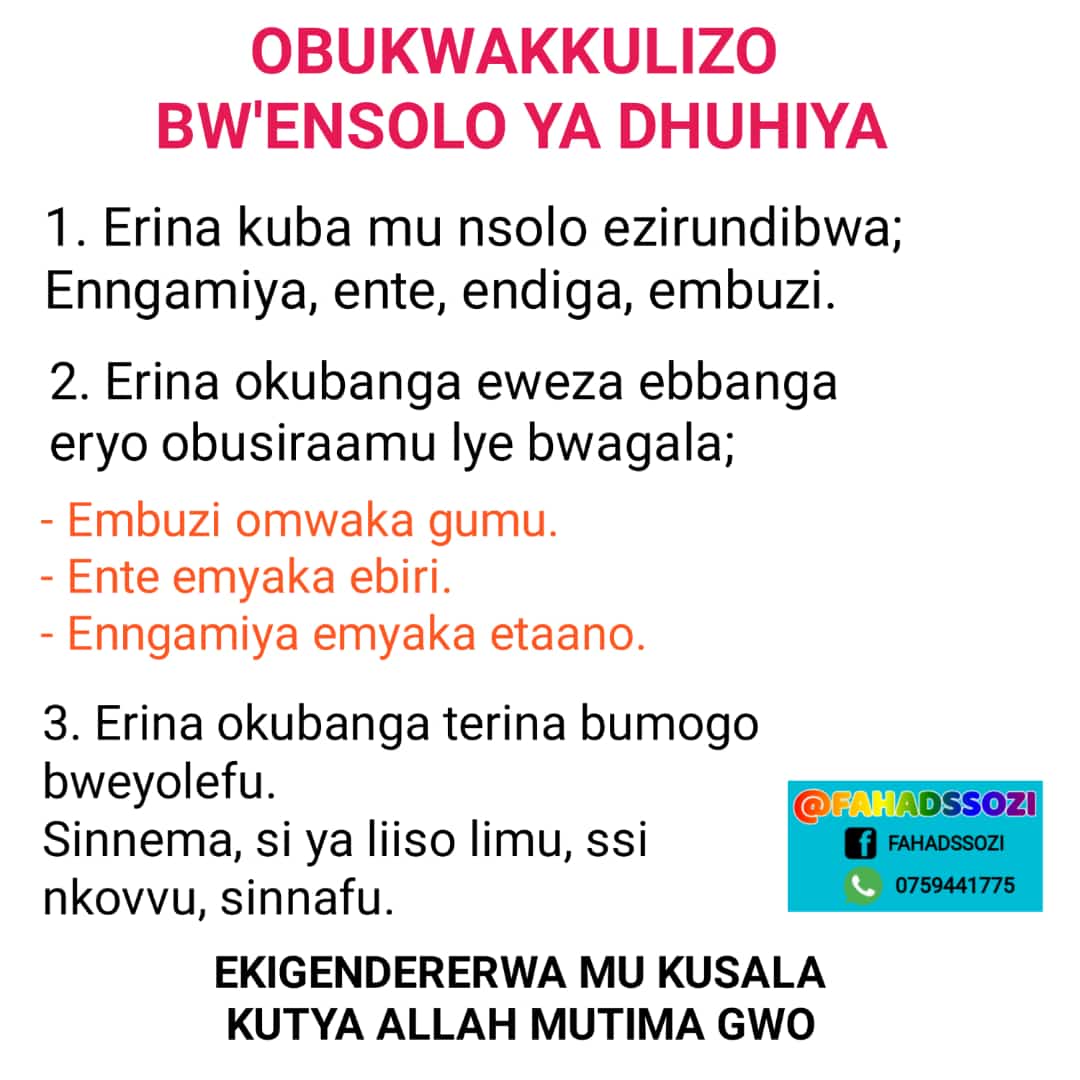 OBUKWAKKULIZO
BW'ENSOLO YA DHUHIYA
1. Erina kuba mu nsolo ezirundibwa;
Enngamiya, ente, endiga, embuzi.
2. Erina okubanga eweza ebbanga
eryo obusiraamu lye bwagala;
- Embuzi omwaka gumu.
- Ente emyaka ebiri.
- Enngamiya emyaka etaano.
3. Erina okubanga terina bumogo
bweyolefu.
Sinnema, si ya liiso limu, ssi
nkovvu, sinnafu.
@FAHADSSOZI
FAHADSSOZI
0759441775
EKIGENDERERWA MU KUSALA
KUTYA ALLAH MUTIMA GWO